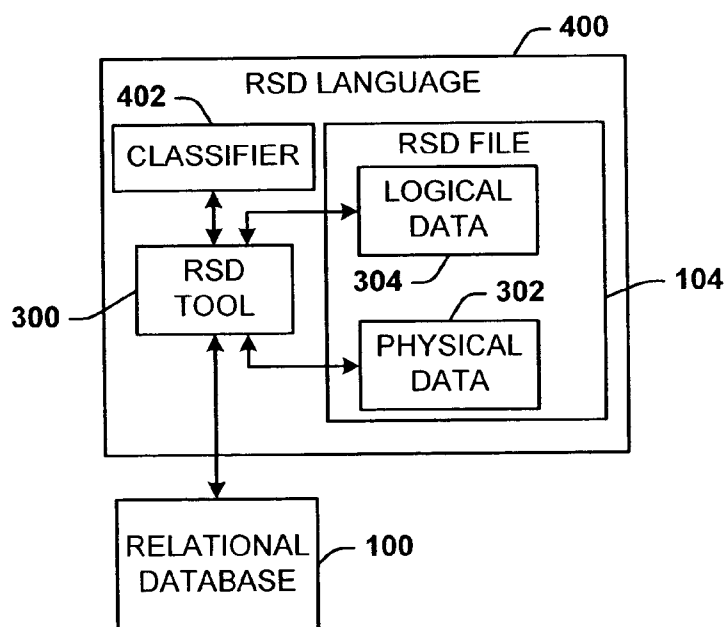 400
RSD LANGUAGE
402
CLASSIFIER
RSD FILE
LOGICAL
DATA
304
RSD
TOOL
300
104
302
PHYSICAL
DATA
RELATIONAL
DATABASE
100